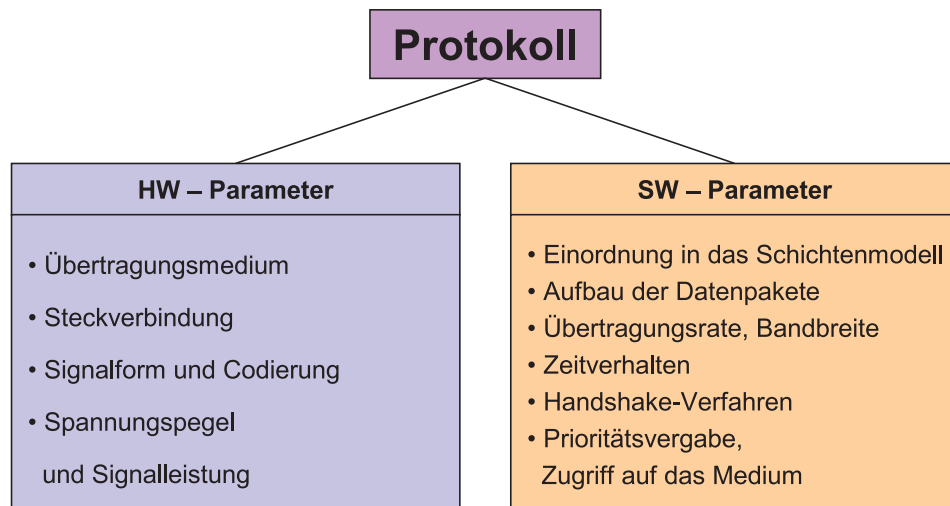 Protokoll
HW – Parameter
• Übertragungsmedium
• Steckverbindung
• Signalform und Codierung
• Spannungspegel
und Signalleistung
SW – Parameter
• Einordnung in das Schichtenmodell
• Aufbau der Datenpakete
• Übertragungsrate, Bandbreite
• Zeitverhalten
• Handshake-Verfahren
• Prioritätsvergabe,
Zugriff auf das Medium